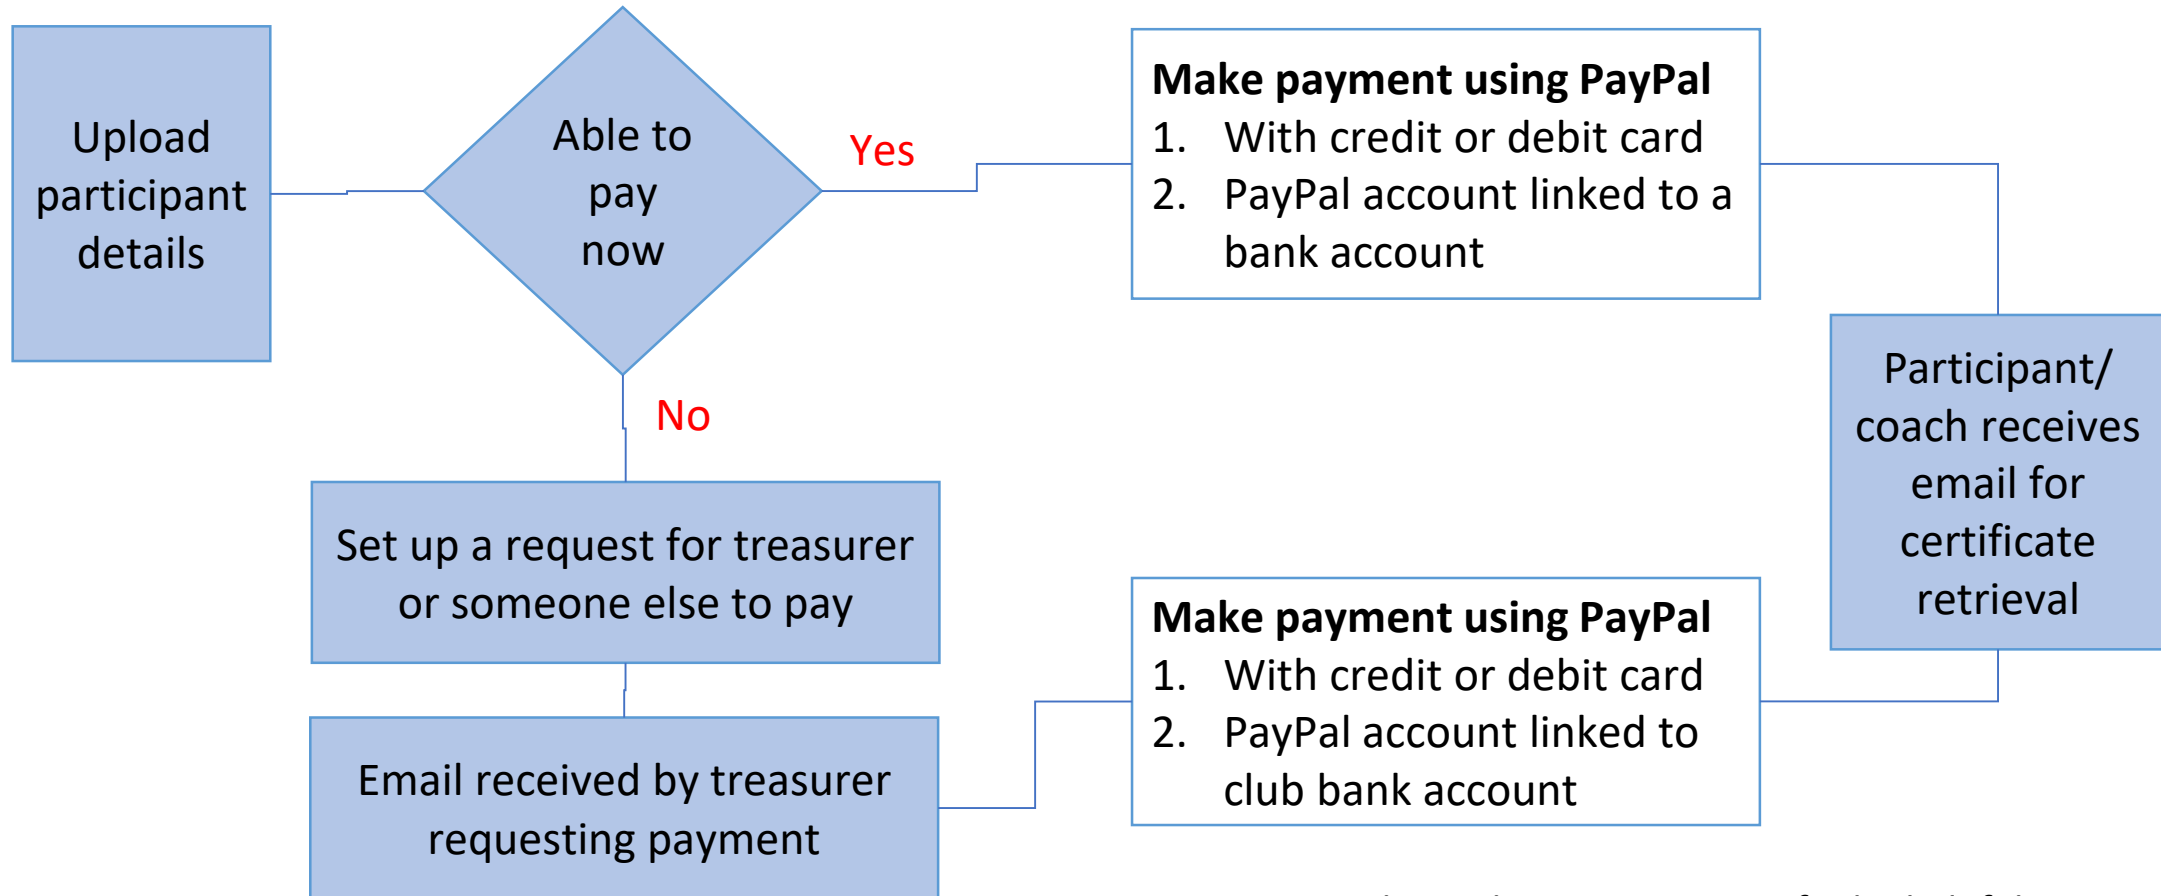 Upload
participant
details
Able to
pay
now
Yes
Make payment using PayPal
1. With credit or debit card
2. PayPal account linked to a
bank account
No
Set up a request for treasurer
or someone else to pay
Email received by treasurer
requesting payment
Make payment using PayPal
1. With credit or debit card
2. PayPal account linked to
club bank account
Participant/
coach receives
email for
certificate
retrieval